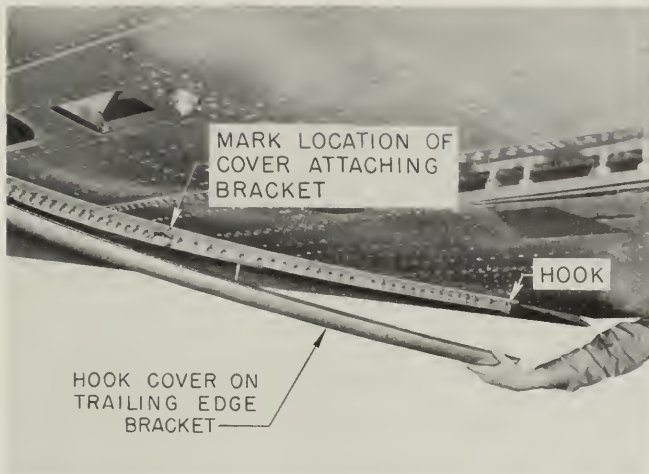 MARK LOCATION OF
COVER ATTACHING
BRACKET
HOOK
HOOK COVER ON
TRAILING EDGE
BRACKET